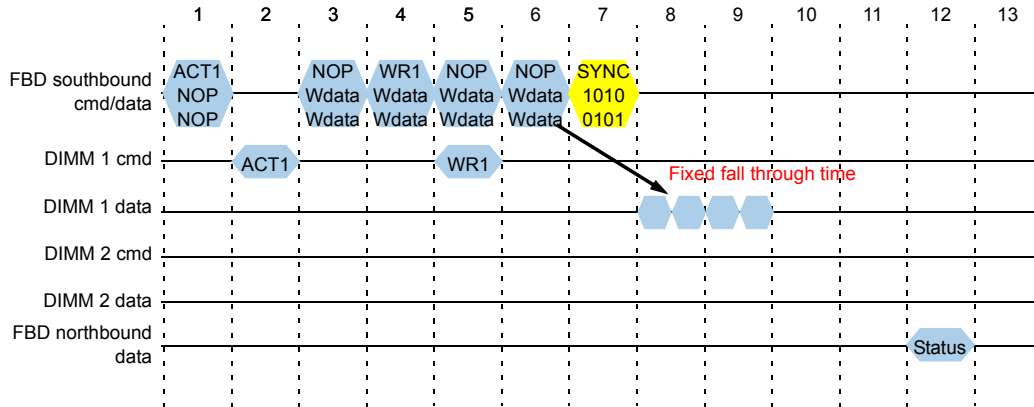 1 2 3 4 5 6 7 8 9 10 11 12 13
FBD southbound
cmd/data
ACT1
NOP
NOP
NOP
Wdata
Wdata
WR1
Wdata
Wdata
NOP
Wdata
Wdata
NOP
Wdata
Wdata
SYNC
1010
0101
DIMM 1 cmd
ACT1
WR1
Fixed fall through time
DIMM 1 data
DIMM 2 cmd
DIMM 2 data
FBD northbound
data
Status